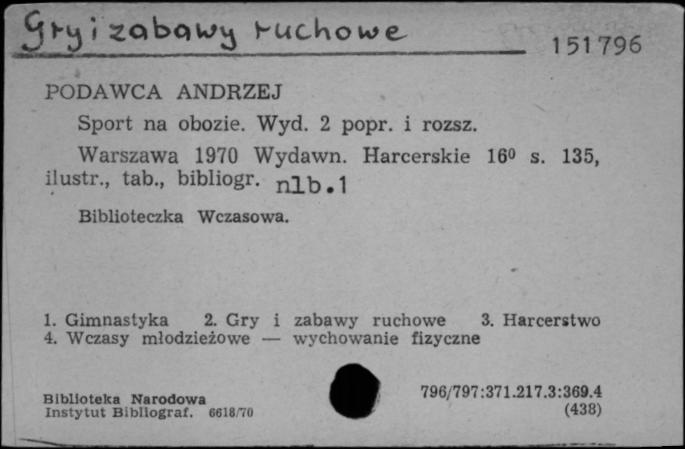 Gry i zabawy ruchowe
151796
PODAWCA ANDRZEJ
Sport na obozie. Wyd. 2 popr. i rozsz.
Warszawa 1970 Wydawn. Harcerskie 16⁰ s. 135,
ilustr., tab., bibliogr. nlb.1
Biblioteczka Wczasowa.
1. Gimnastyka 2. Gry i zabawy ruchowe 3. Harcerstwo
4. Wczasy młodzieżowe — wychowanie fizyczne
Biblioteka Narodowa
Instytut Bibliograf. 6618/70
796/797:371.217.3:369.4
(438)